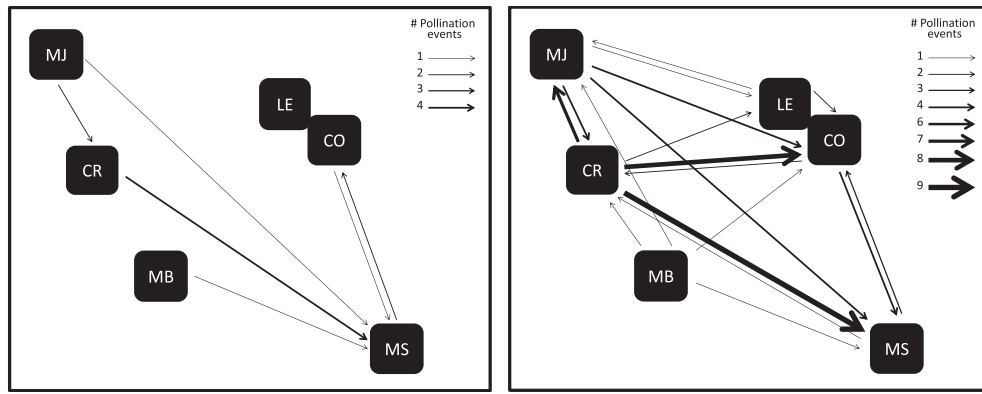 # Pollination
events
1
2
3
4
MJ
LE
CO
CR
MB
MS
# Pollination
events
1
2
3
4
6
7
8
9
MJ
LE
CO
CR
MB
MS